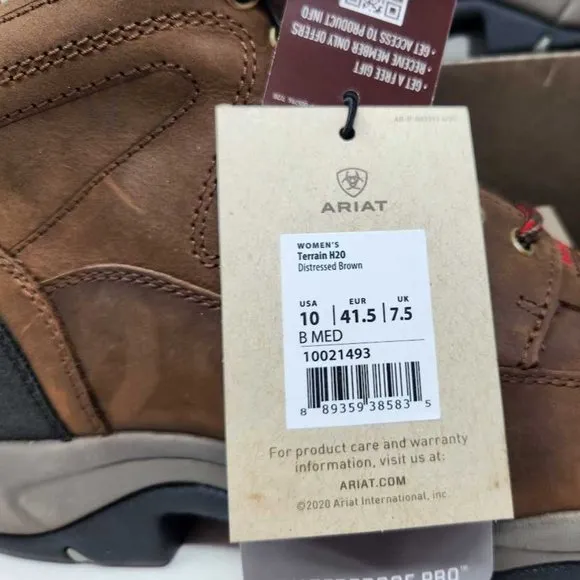 • GET ACCESS TO PRODUCT INFO
• RECEIVE MEMBER ONLY OFFERS
• GET A FREE GIFT
ARIAT
WOMEN'S
Terrain H20
Distressed Brown
USA EUR UK
10 41.5 7.5
B MED
10021493
8 89359 38583 5
For product care and warranty
information, visit us at:
ARIAT.COM
©2020 Ariat International, inc.
PRO™